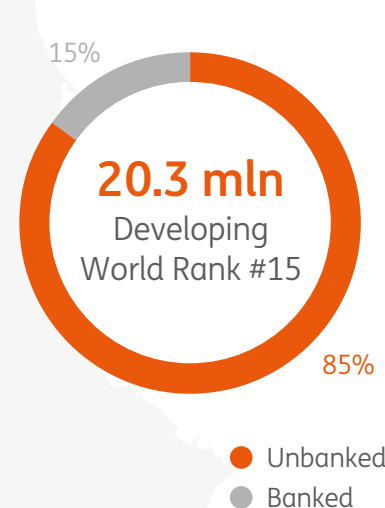 15%
20.3 mln
Developing
World Rank #15
85%
Unbanked
Banked